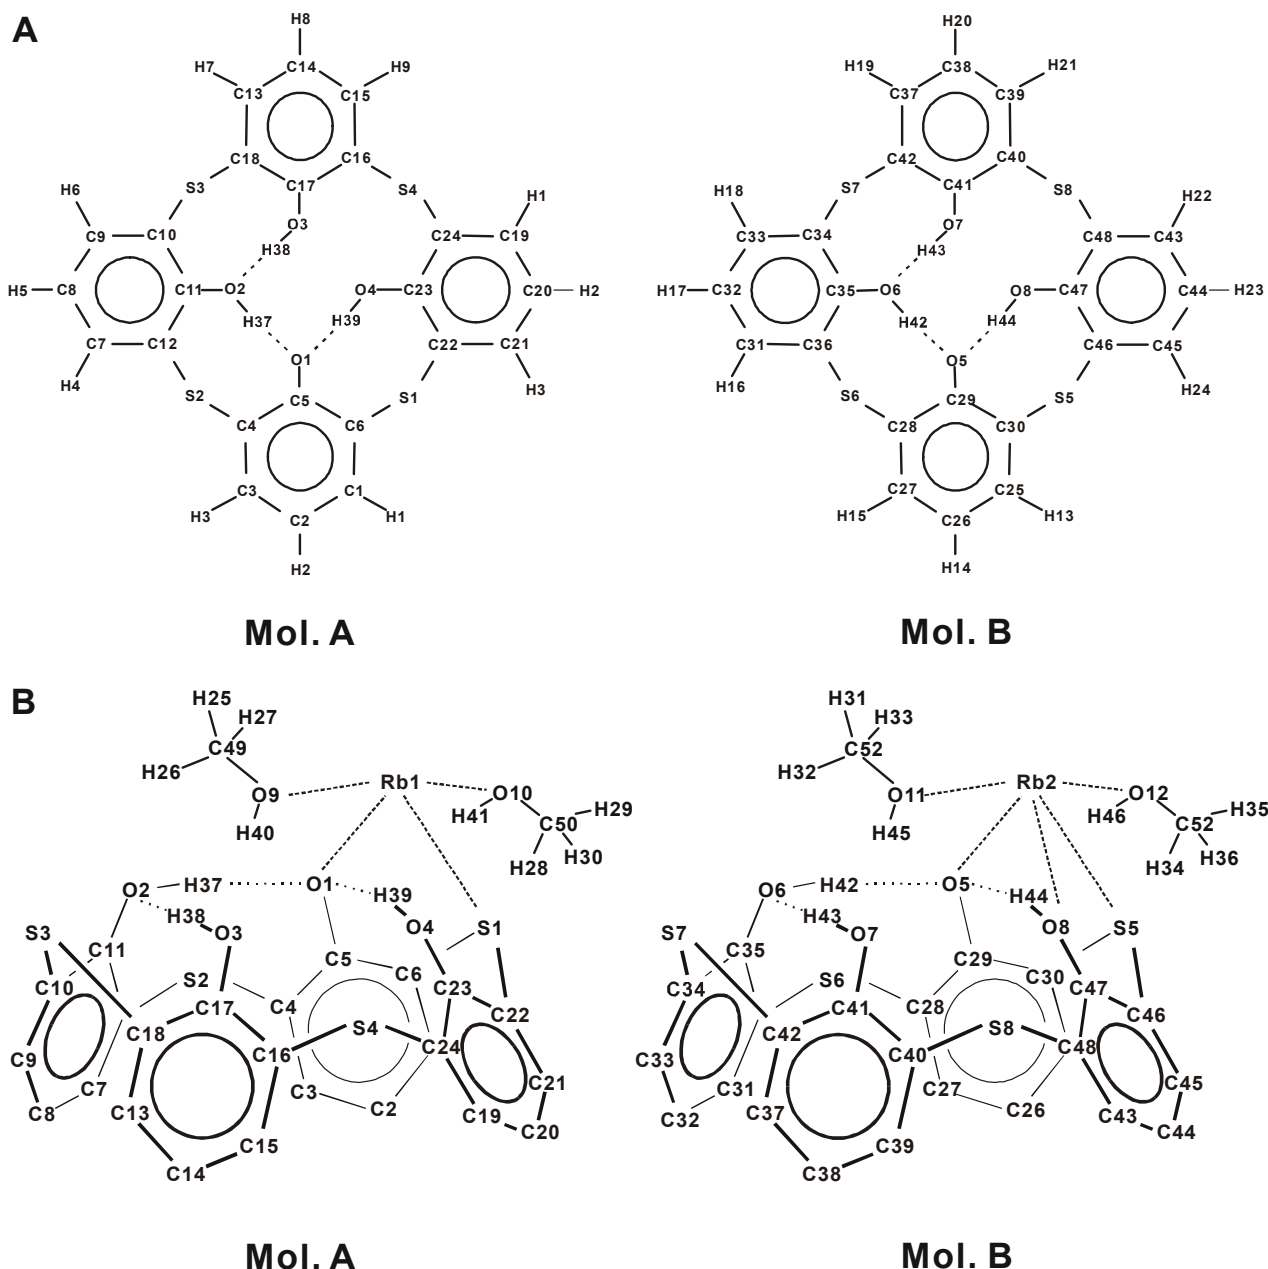 A
H8 H20
H7 C14 H9 H19 C38 H21
C13 C15 C37 C39
C18 C16 C42 C40
S3 C17 S4 S7 C41 S8
H6 H1 H18 H22
O3 O7
C9 C10 C24 C19 C33 C34 C48 C43
H38 H43
H5 C8 C11 O2 O4 C23 C20 H2 H17 C32 C35 O6 O8 C47 C44 H23
H37 H39 H42 H44
C7 C12 C22 C21 C31 C36 C46 C45
O1 O5
H4 H3 H16 H24
S2 C5 S1 S6 C29 S5
C4 C6 C28 C30
C3 C1 C27 C25
H3 C2 H1 H15 C26 H13
H2 H14
Mol. A Mol. B
B
H25 H31
H27 H33
C49 C52
H26 H32
O9 Rb1 O10 O11 Rb2 O12
H41 H29 H46 H35
H40 C50 H45 C52
H28 H30 H34 H36
O2 H37 O1 H39 O6 H42 O5 H44
H38 O4 S1 H43 O8 S5
S3 O3 S7 O7
C11 C5 C35 C29
C10 S2 C6 C23 C34 S6 C30 C47
C17 C4 C22 C41 C28 C46
C18 S4 C42 S8
C9 C16 C24 C33 C40 C48
C7 C3 C21 C31 C27 C45
C8 C13 C2 C19 C32 C37 C26 C43
C15 C20 C39 C44
C14 C38
Mol. A Mol. B